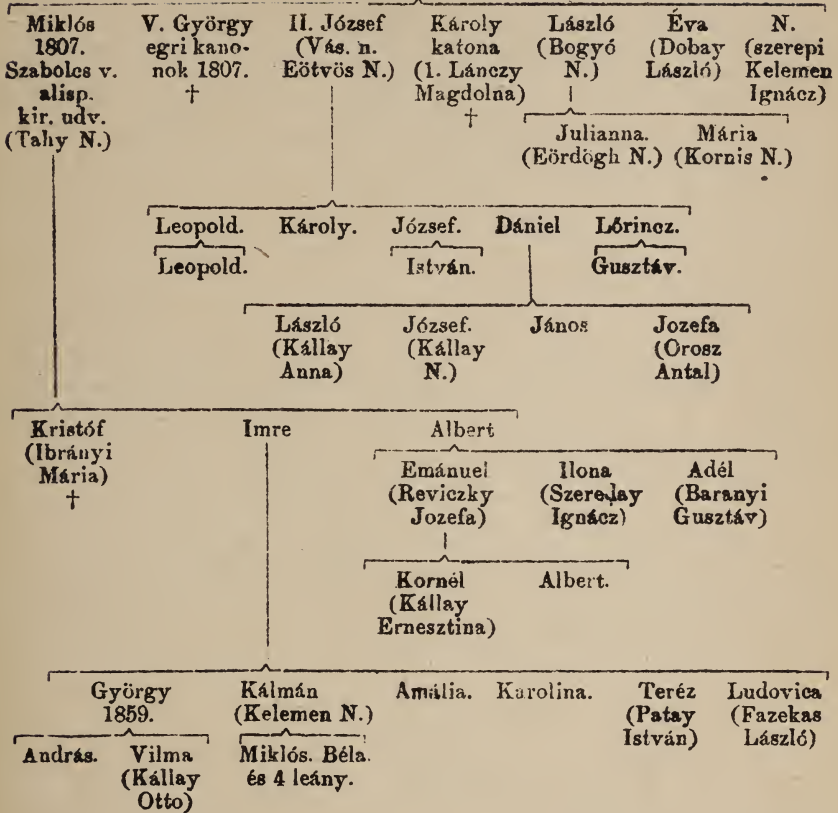 Miklós V. György II. József Károly László Éva N.
1807. egri kano- (Vás. n. katona (Bogyó (Dobay (szerepi
Szabolcs v. nok 1807. Eötvös N.) (1. Lánczy N.) László) Kelemen
alisp. † Magdolna) Ignácz)
kir. udv. †
(Tahy N.) Julianna. Mária
(Eördögh N.) (Kornis N.)
Leopold. Károly. József. Dániel Lőrincz.
Leopold. István. Gusztáv.
László József. János Jozefa
(Kállay (Kállay (Orosz
Anna) N.) Antal)
Kristóf Imre Albert
(Ibrányi Emánuel Ilona Adél
Mária) (Reviczky (Szereday (Baranyi
† Jozefa) Ignácz) Gusztáv)
Kornél Albert.
(Kállay
Ernesztina)
György Kálmán Amália. Karolina. Teréz Ludovica
1859. (Kelemen N.) (Patay (Fazekas
István) László)
András. Vilma Miklós. Béla.
(Kállay és 4 leány.
Otto)